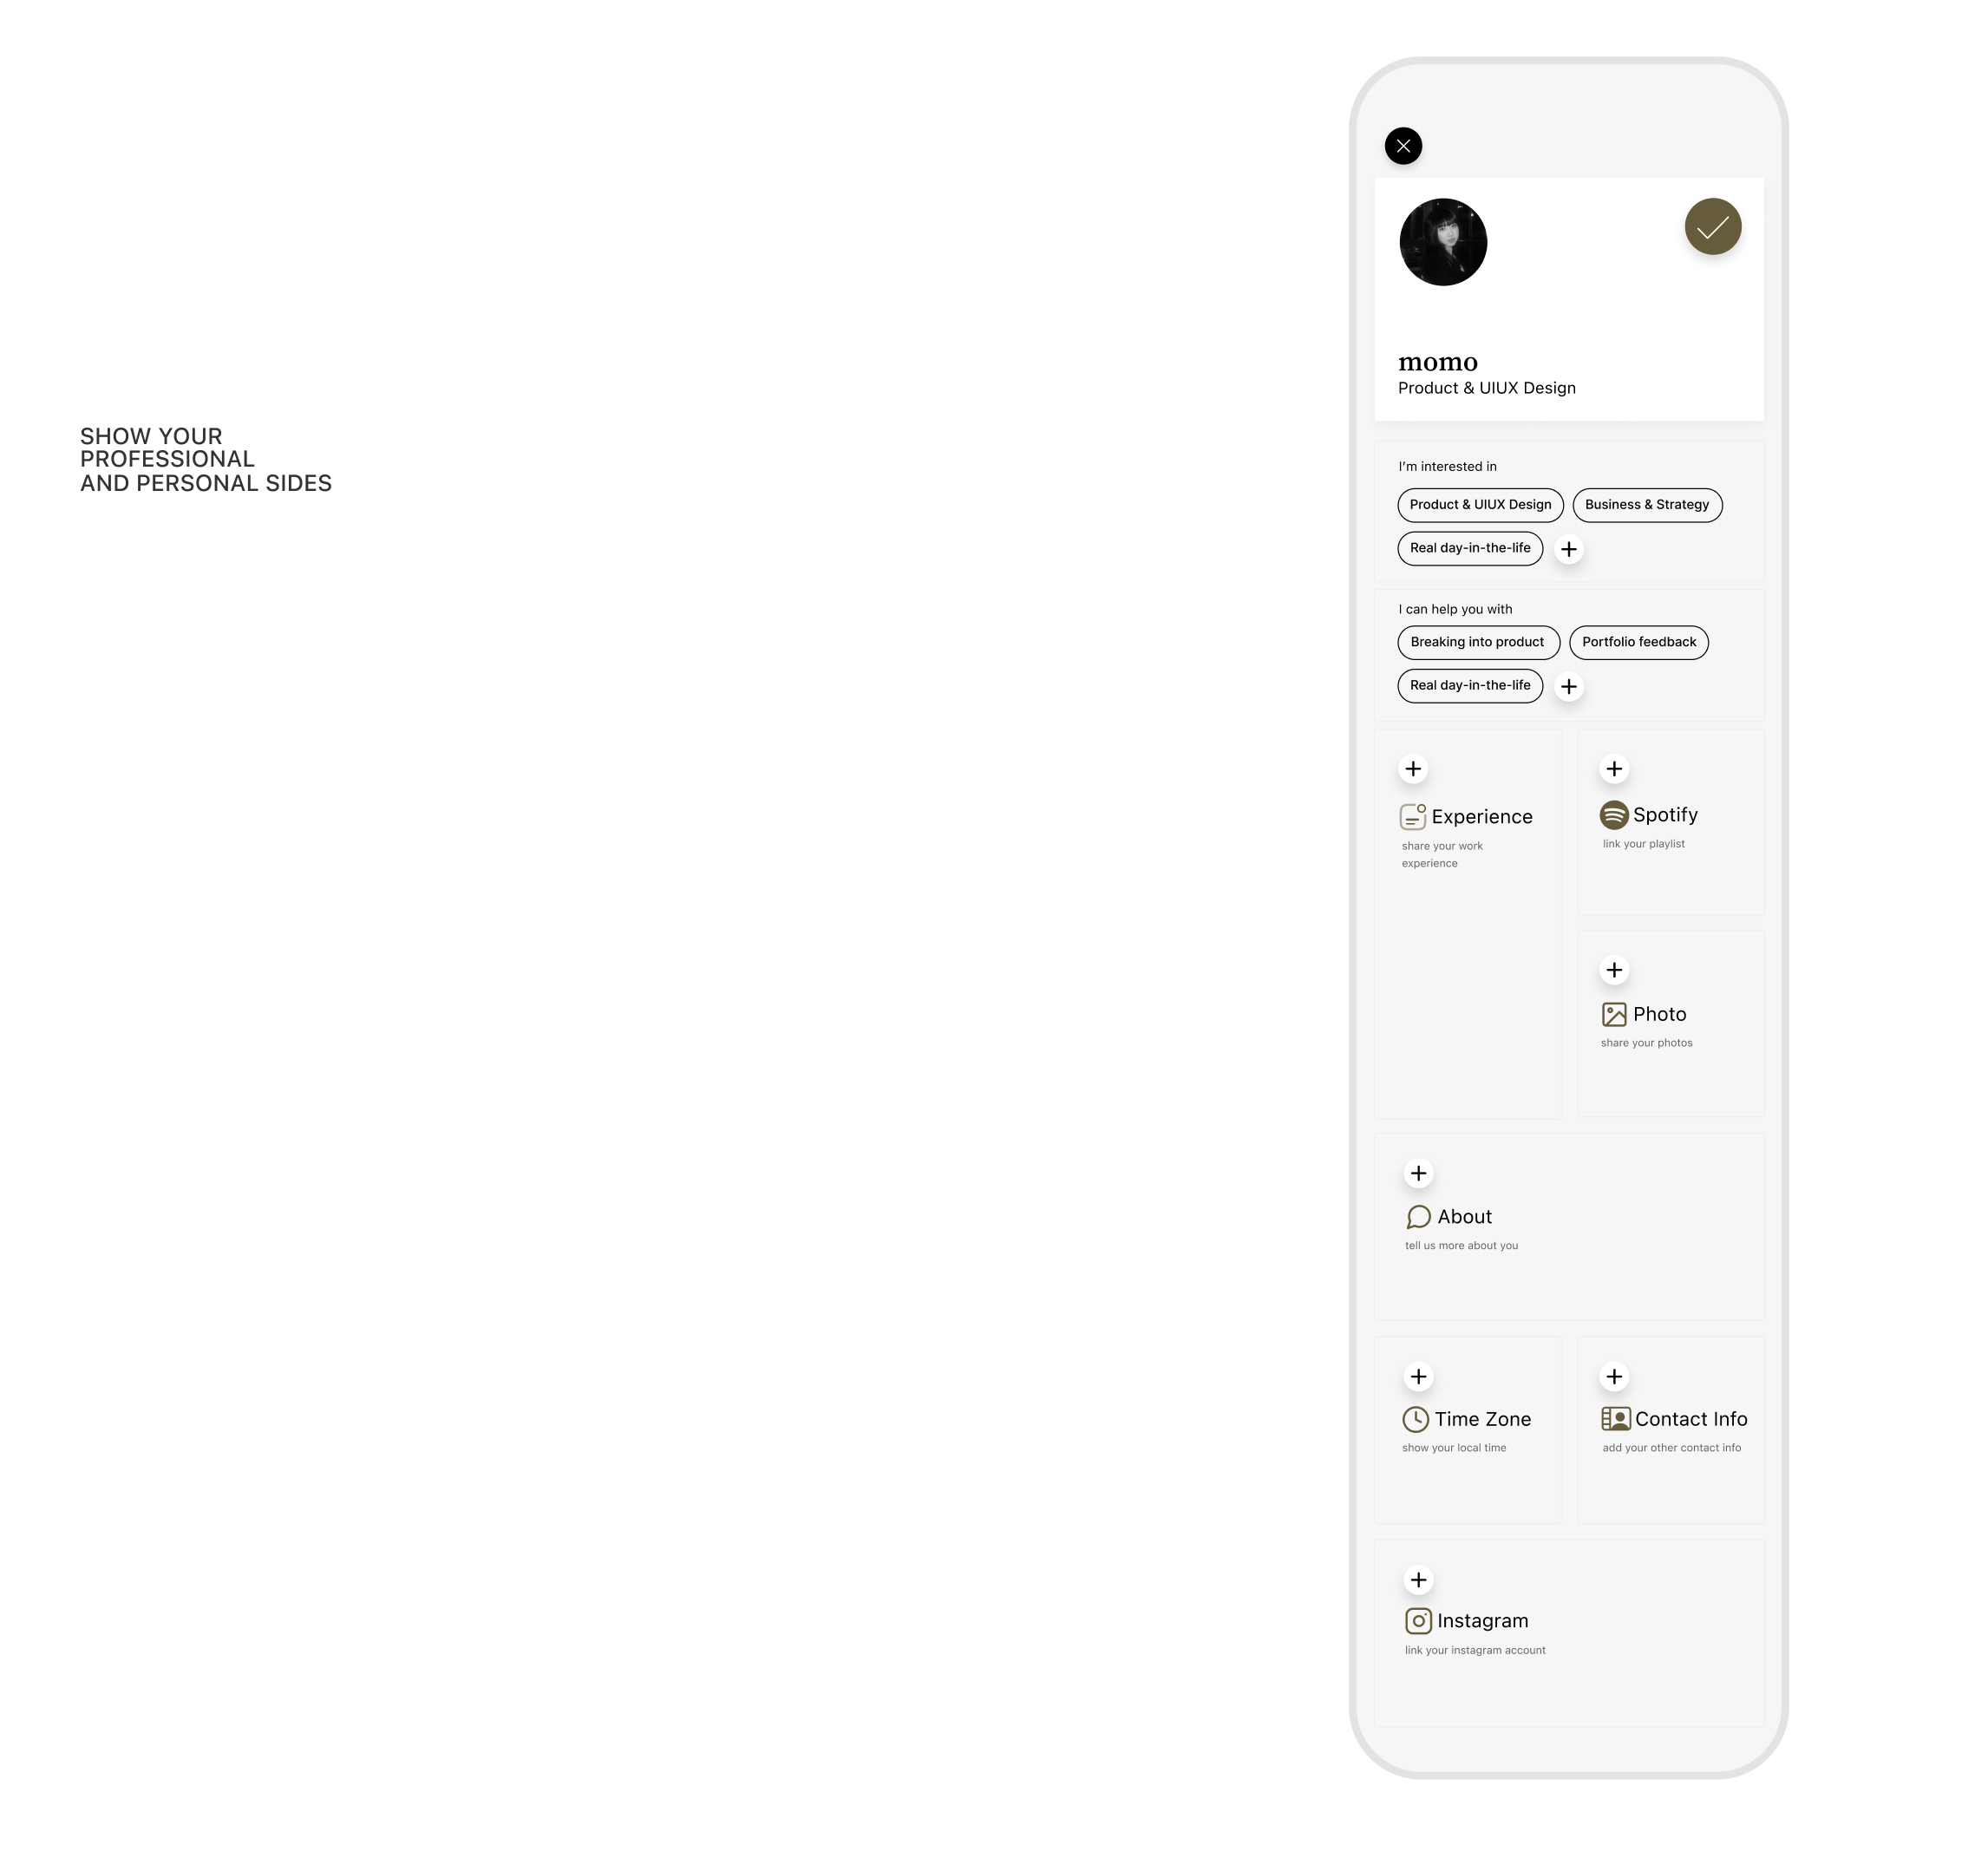 SHOW YOUR
PROFESSIONAL
AND PERSONAL SIDES
momo
Product & UIUX Design
I'm interested in
Product & UIUX Design
Business & Strategy
Real day-in-the-life
I can help you with
Breaking into product
Portfolio feedback
Real day-in-the-life
Experience
share your work
experience
Spotify
link your playlist
Photo
share your photos
About
tell us more about you
Time Zone
show your local time
Contact Info
add your other contact info
Instagram
link your instagram account